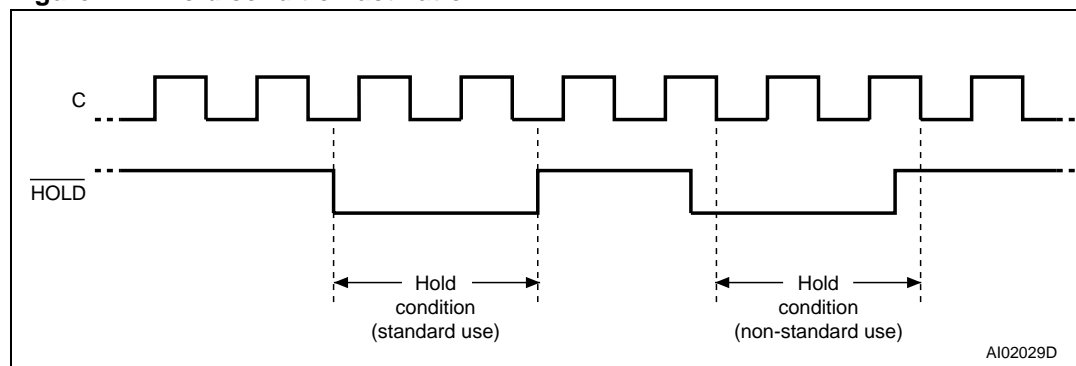 C
HOLD
Hold
condition
(standard use)
Hold
condition
(non-standard use)
AI02029D